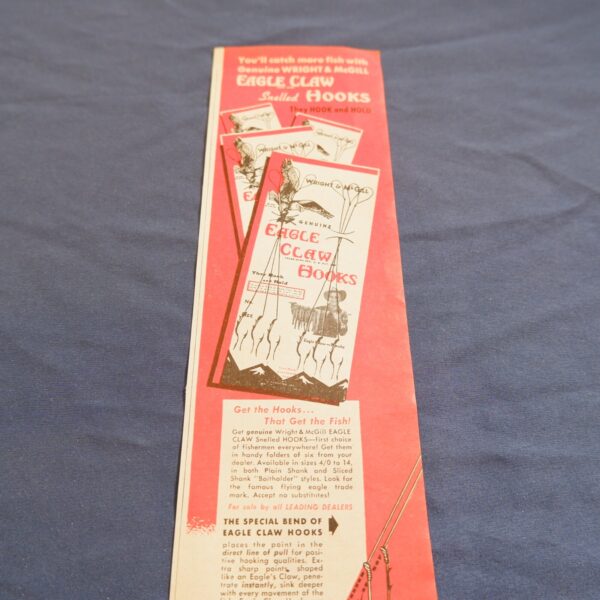 You'll catch more fish with
Genuine WRIGHT & McGILL
EAGLE CLAW
Snelled HOOKS
They HOOK and HOLD
WRIGHT & McGILL
WRIGHT & McGILL
GENUINE
EAGLE
CLAW
HOOKS
They Hook
and Hold
Get the Hooks...
That Get the Fish!
Get genuine Wright & McGill EAGLE
CLAW Snelled HOOKS—first choice
of fishermen everywhere! Get them
in handy folders of six from your
dealer. Available in sizes 4/0 to 14,
in both Plain Shank and Sliced
Shank "Baitholder" styles. Look for
the famous flying eagle trade
mark. Accept no substitutes!
For sale by all LEADING DEALERS
THE SPECIAL BEND OF
EAGLE CLAW HOOKS
places the point in the
direct line of pull for posi-
tive hooking qualities. Ex-
tra sharp points, shaped
like an Eagle's Claw, pene-
trate instantly, sink deeper
with every movement of the